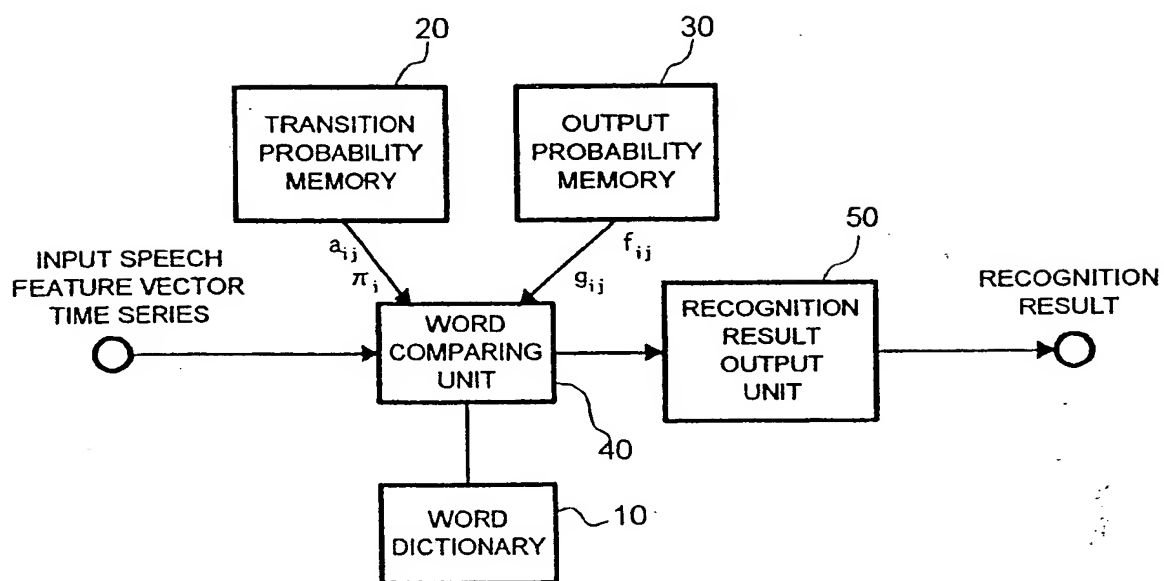 20
30
TRANSITION
PROBABILITY
MEMORY
OUTPUT
PROBABILITY
MEMORY
50
a_ij
π_i
f_ij
g_ij
INPUT SPEECH
FEATURE VECTOR
TIME SERIES
WORD
COMPARING
UNIT
RECOGNITION
RESULT
OUTPUT
UNIT
RECOGNITION
RESULT
40
WORD
DICTIONARY
10